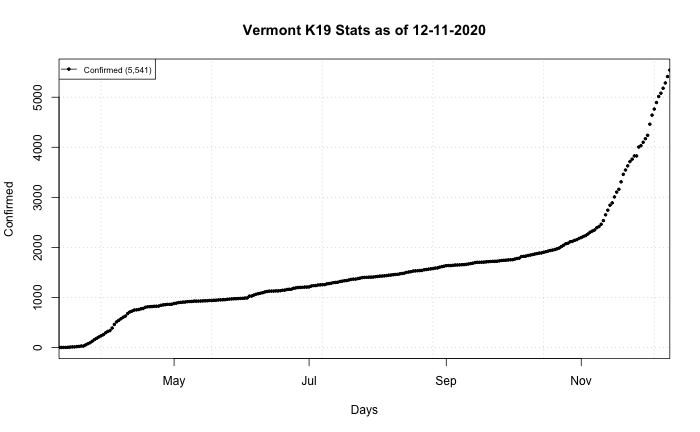 Vermont K19 Stats as of 12-11-2020
Confirmed (5,541)
5000
4000
3000
2000
1000
0
Confirmed
May Jul Sep Nov
Days